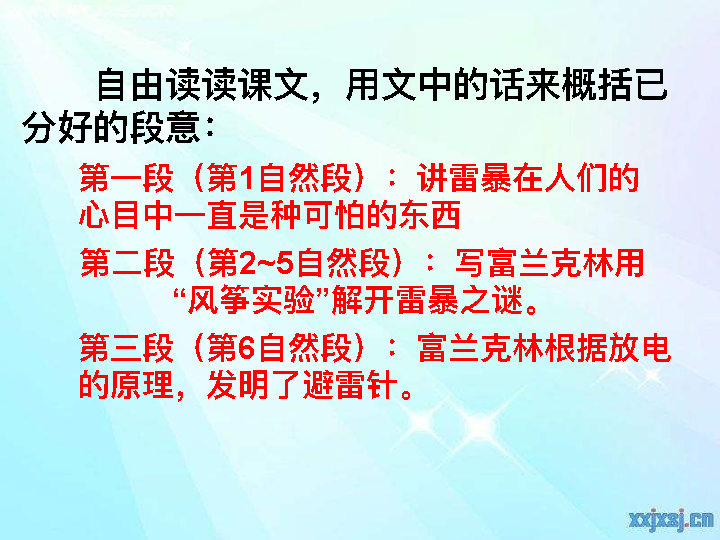 自由读读课文，用文中的话来概括已
分好的段意：
第一段（第1自然段）：讲雷暴在人们的
心目中一直是种可怕的东西
第二段（第2~5自然段）：写富兰克林用
“风筝实验”解开雷暴之谜。
第三段（第6自然段）：富兰克林根据放电
的原理，发明了避雷针。
xxjxsj.cn